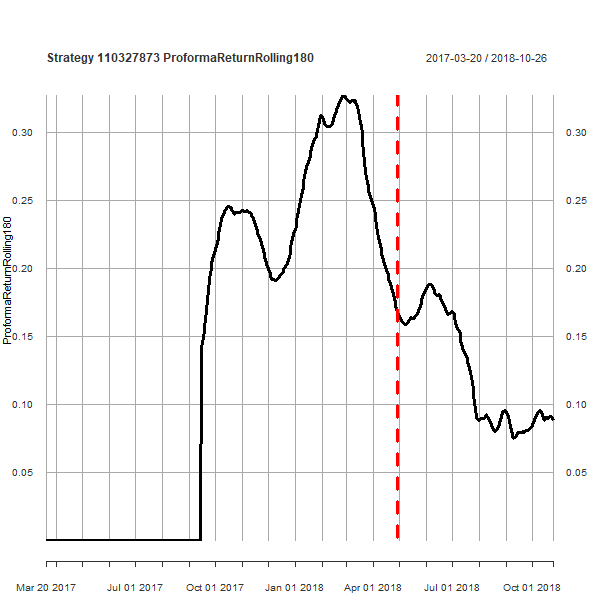 Strategy 110327873 ProformaReturnRolling180 2017-03-20 / 2018-10-26
ProformaReturnRolling180
0.30 0.30
0.25 0.25
0.20 0.20
0.15 0.15
0.10 0.10
0.05 0.05
Mar 20 2017 Jul 01 2017 Oct 01 2017 Jan 01 2018 Apr 01 2018 Jul 01 2018 Oct 01 2018